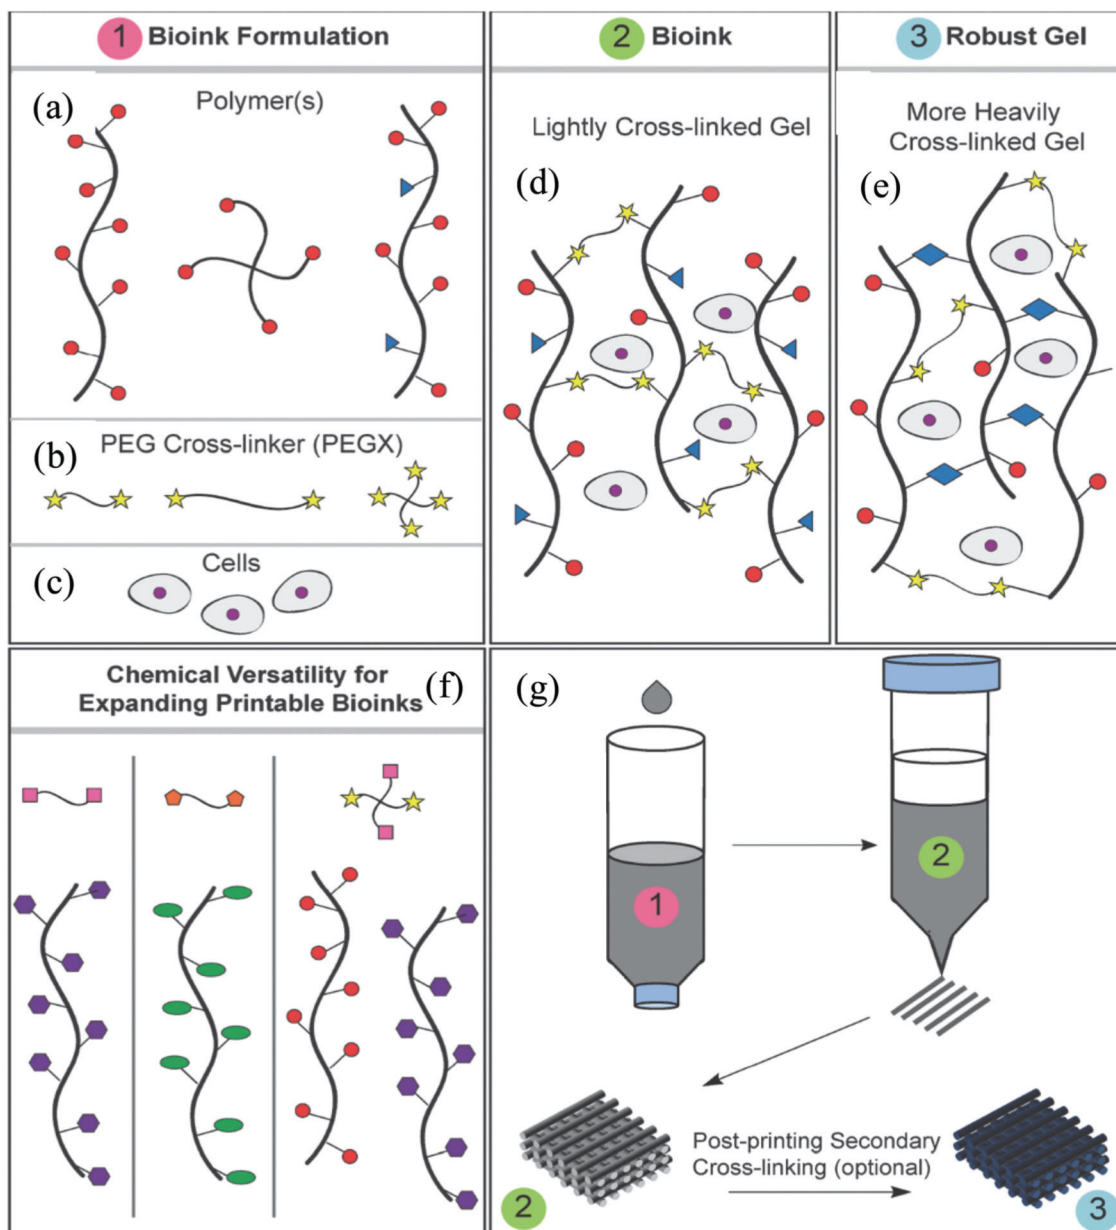 1 Bioink Formulation
(a)
Polymer(s)
(b)
PEG Cross-linker (PEGX)
(c)
Cells
2 Bioink
Lightly Cross-linked Gel
(d)
3 Robust Gel
More Heavily
Cross-linked Gel
(e)
Chemical Versatility for
Expanding Printable Bioinks
(f)
(g)
1
2
2
Post-printing Secondary
Cross-linking (optional)
3